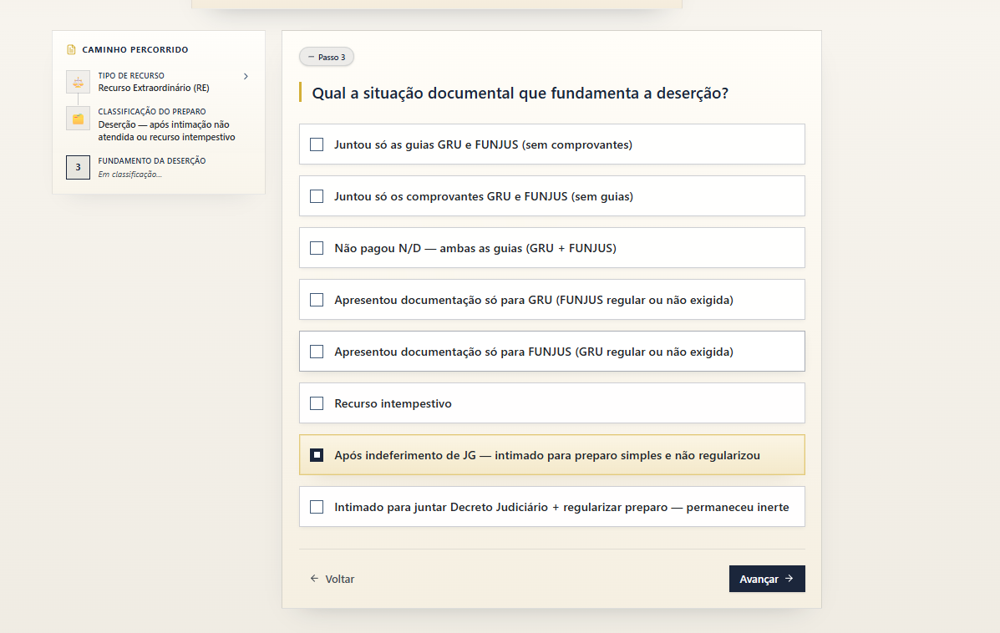 CAMINHO PERCORRIDO
TIPO DE RECURSO
Recurso Extraordinário (RE)
CLASSIFICAÇÃO DO PREPARO
Deserção — após intimação não
atendida ou recurso intempestivo
3
FUNDAMENTO DA DESERÇÃO
Em classificação...
— Passo 3
Qual a situação documental que fundamenta a deserção?
Juntou só as guias GRU e FUNJUS (sem comprovantes)
Juntou só os comprovantes GRU e FUNJUS (sem guias)
Não pagou N/D — ambas as guias (GRU + FUNJUS)
Apresentou documentação só para GRU (FUNJUS regular ou não exigida)
Apresentou documentação só para FUNJUS (GRU regular ou não exigida)
Recurso intempestivo
Após indeferimento de JG — intimado para preparo simples e não regularizou
Intimado para juntar Decreto Judiciário + regularizar preparo — permaneceu inerte
← Voltar
Avançar →